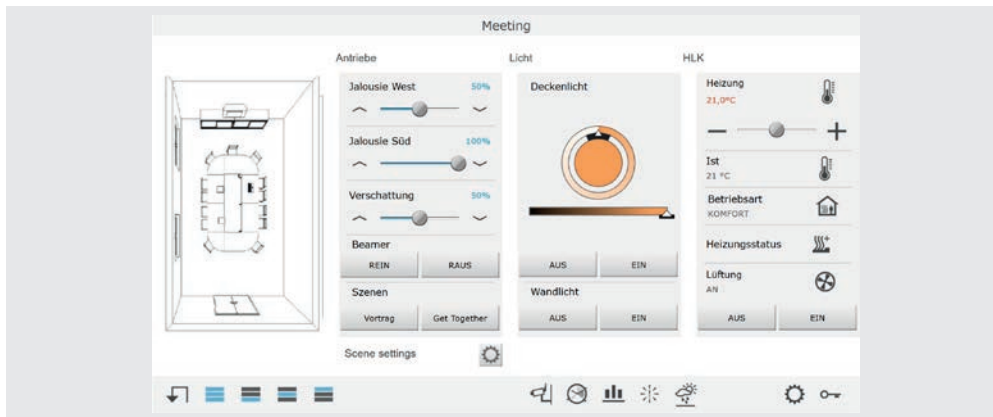 Meeting
Antriebe
Licht
HLK
Jalousie West 50%
Jalousie Süd 100%
Verschattung 50%
Beamer
REIN RAUS
Szenen
Vortrag Get Together
Scene settings
Deckenlicht
AUS EIN
Wandlicht
AUS EIN
Heizung
21,0°C
Ist
21 °C
Betriebsart
KOMFORT
Heizungsstatus
Lüftung
AN
AUS EIN